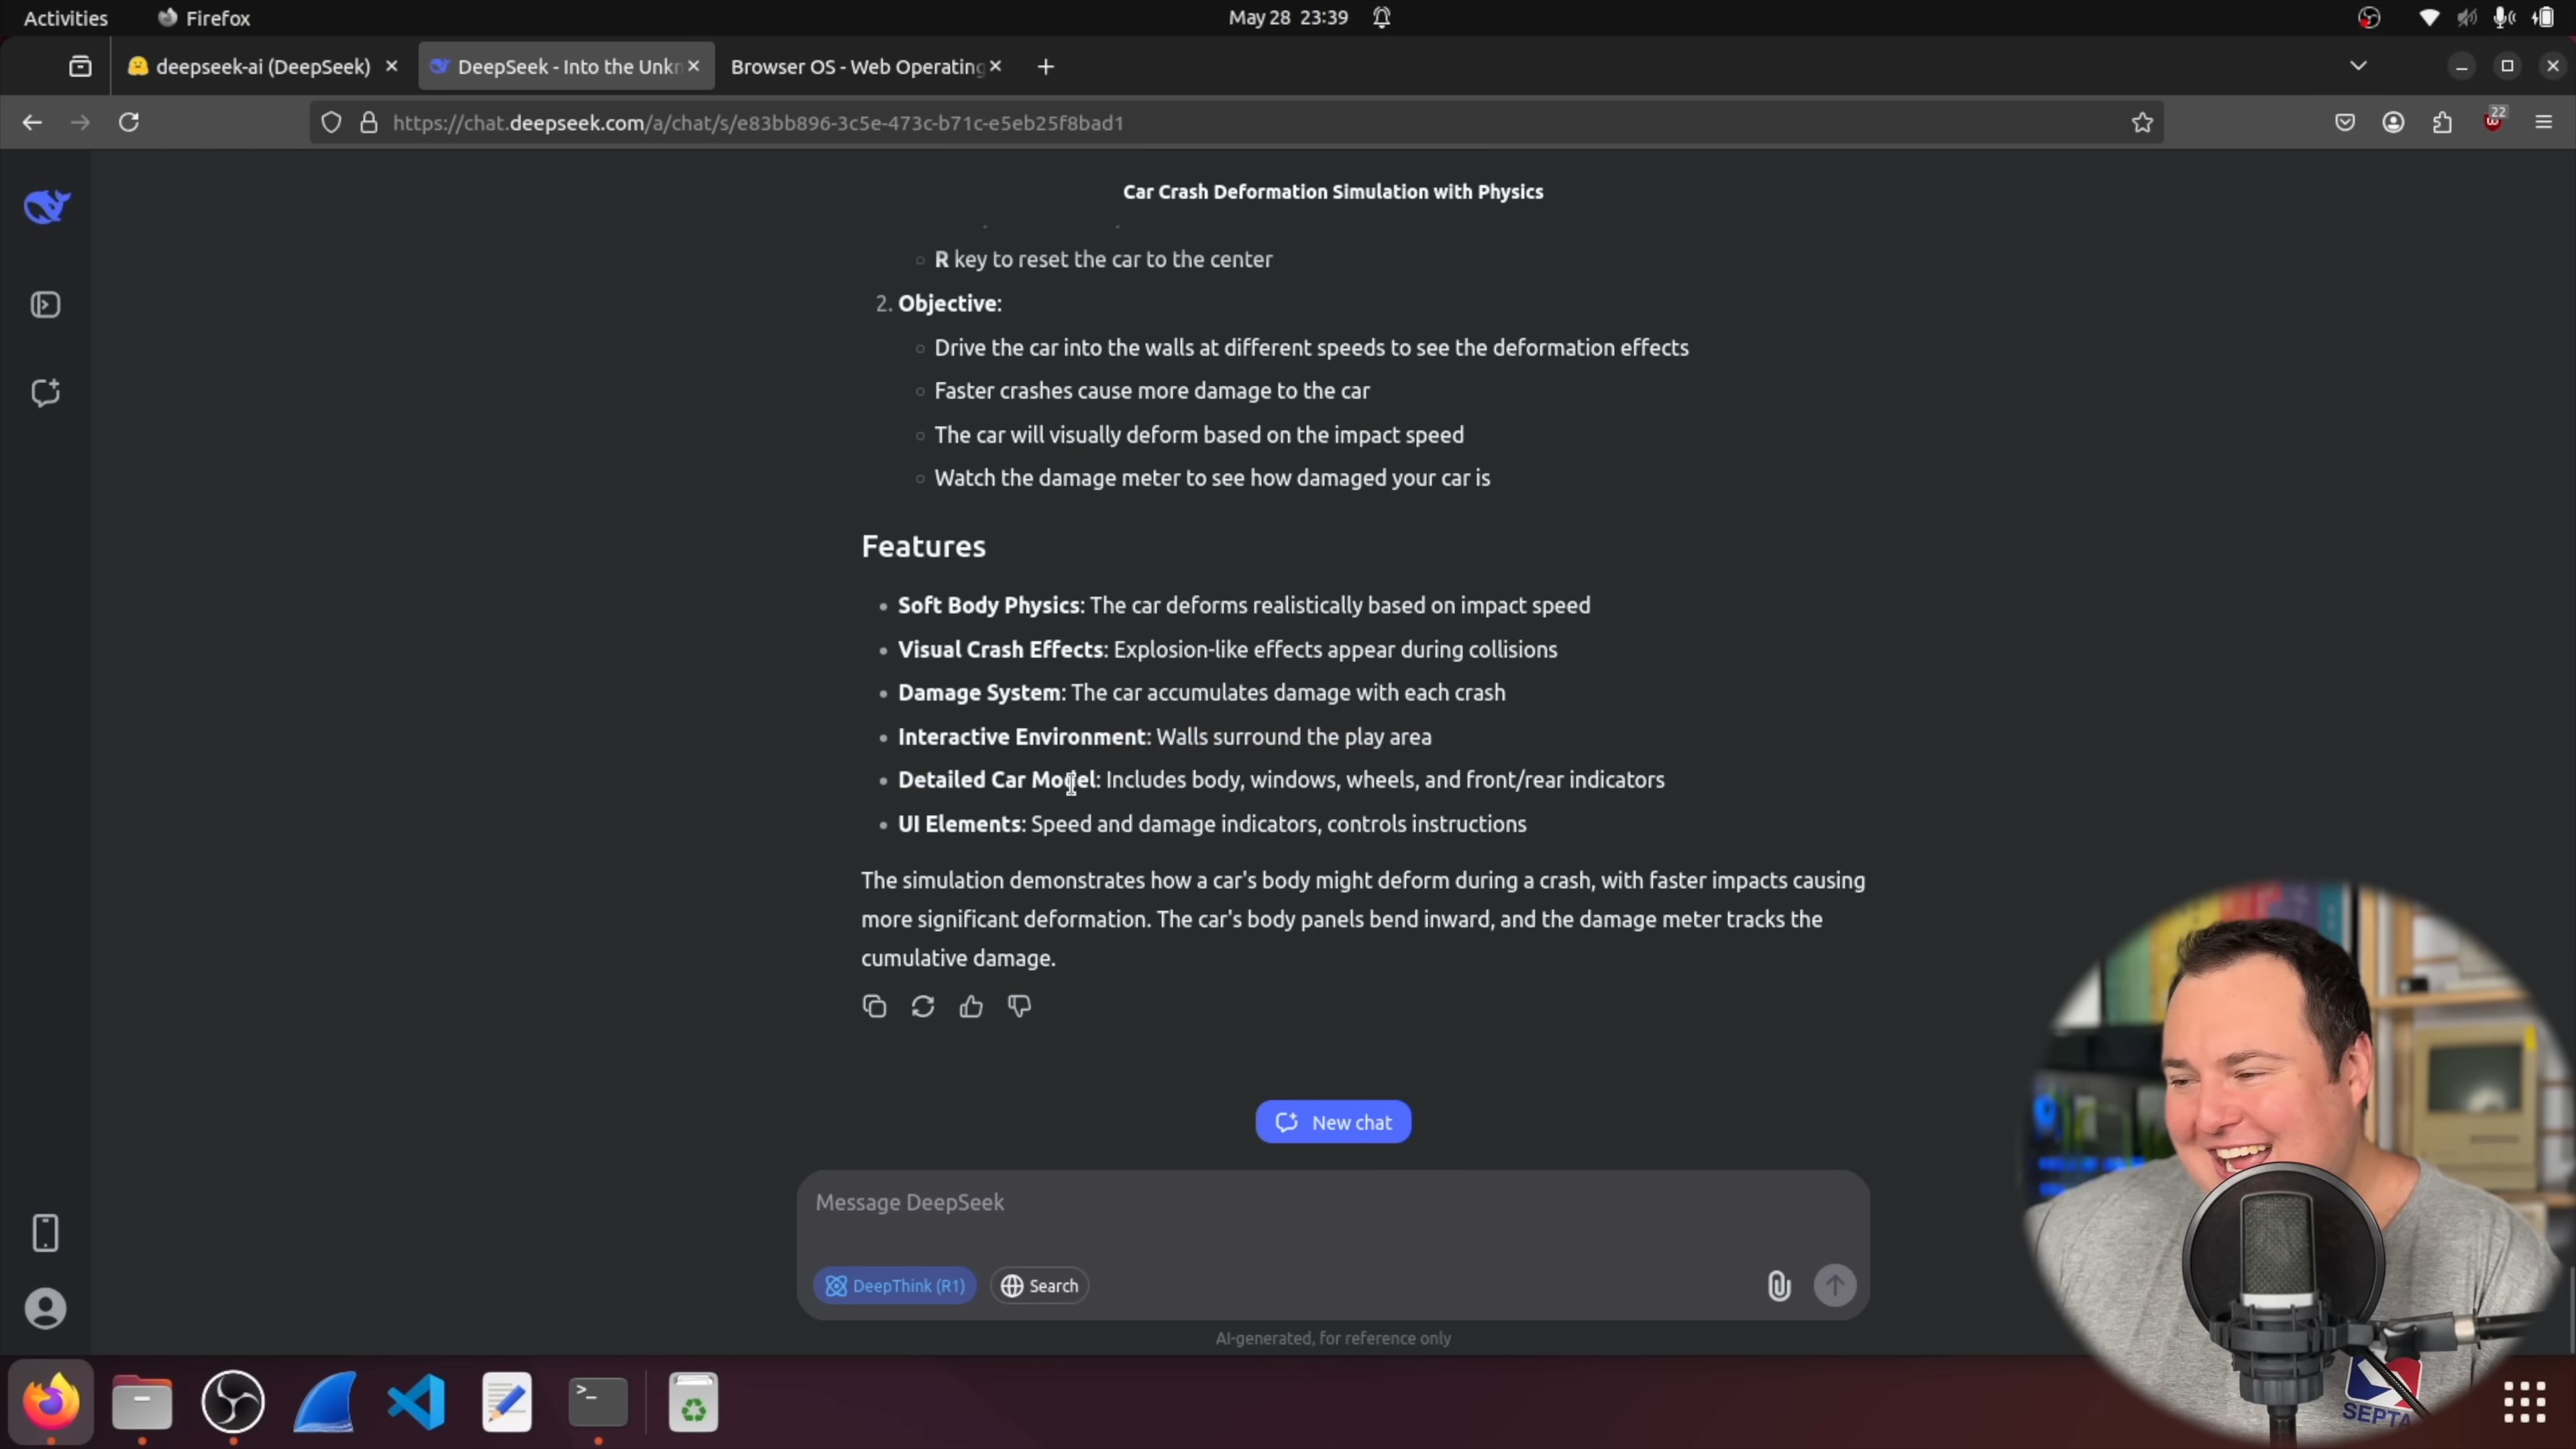 Activities
Firefox
May 28 23:39
deepseek-ai (DeepSeek)
DeepSeek - Into the Unkn
Browser OS - Web Operating
https://chat.deepseek.com/a/chat/s/e83bb896-3c5e-473c-b71c-e5eb25f8bad1
22
Car Crash Deformation Simulation with Physics
R key to reset the car to the center
2. Objective:
Drive the car into the walls at different speeds to see the deformation effects
Faster crashes cause more damage to the car
The car will visually deform based on the impact speed
Watch the damage meter to see how damaged your car is
Features
Soft Body Physics: The car deforms realistically based on impact speed
Visual Crash Effects: Explosion-like effects appear during collisions
Damage System: The car accumulates damage with each crash
Interactive Environment: Walls surround the play area
Detailed Car Model: Includes body, windows, wheels, and front/rear indicators
UI Elements: Speed and damage indicators, controls instructions
The simulation demonstrates how a car's body might deform during a crash, with faster impacts causing
more significant deformation. The car's body panels bend inward, and the damage meter tracks the
cumulative damage.
New chat
Message DeepSeek
DeepThink (R1)
Search
AI-generated, for reference only
SEPTA